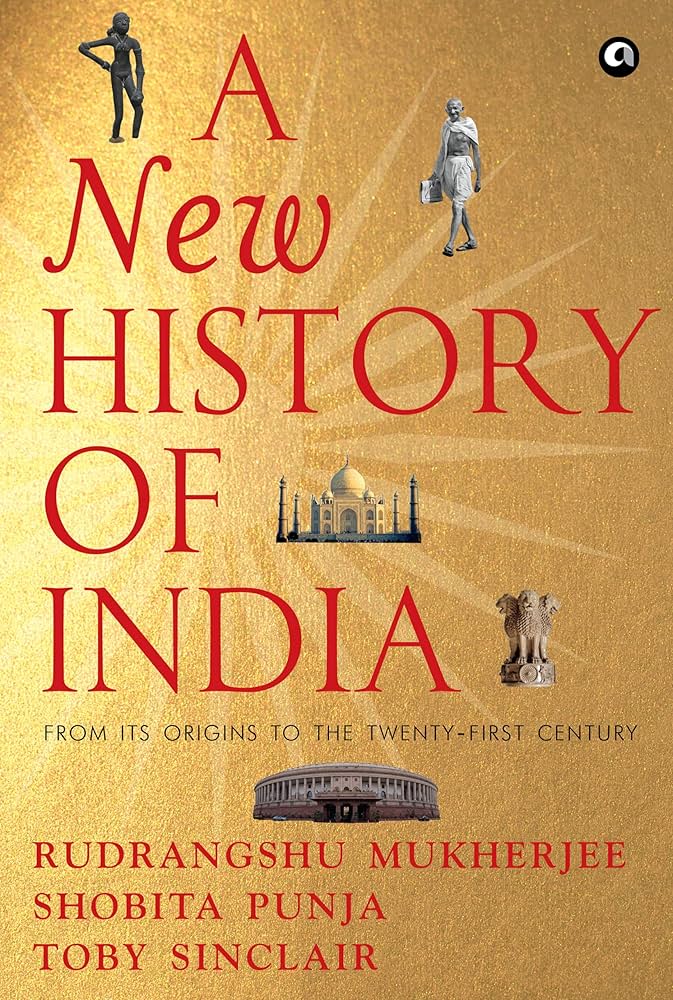 A
New
HISTORY
OF
INDIA
FROM ITS ORIGINS TO THE TWENTY-FIRST CENTURY
RUDRANGSHU MUKHERJEE
SHOBITA PUNJA
TOBY SINCLAIR